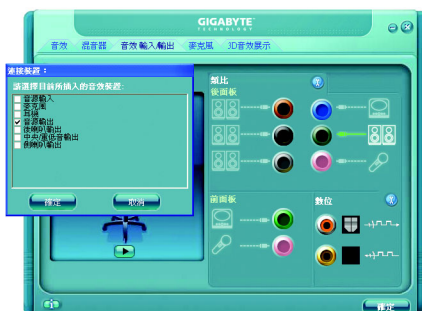 GIGABYTE
TECHNOLOGY
音效 混音器 音效 輸入/輸出 麥克風 3D音效展示
連接裝置：
請選擇目前所插入的音效裝置:
音源輸入
麥克風
耳機
音源輸出
後喇叭輸出
中央/重低音輸出
側喇叭輸出
確定 取消
類比
後面板
前面板
數位
確定